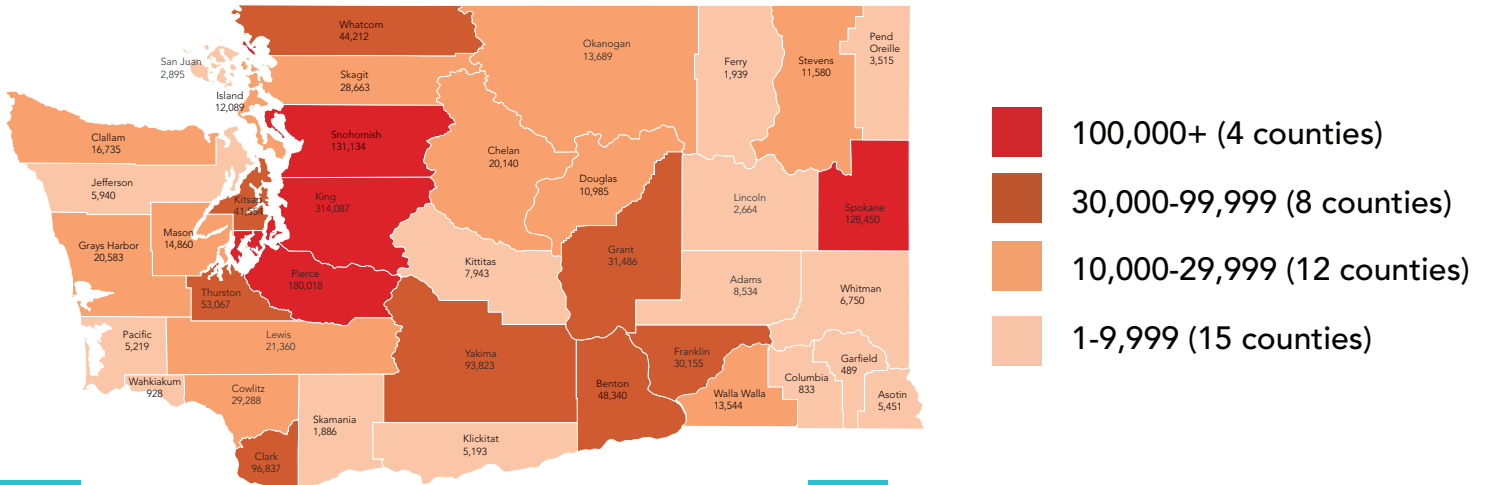 Whatcom
44,212
Okanogan
13,689
Pend
Oreille
3,515
San Juan
2,895
Skagit
28,663
Ferry
1,939
Stevens
11,580
Island
12,089
Clallam
16,735
Snohomish
131,134
Chelan
20,140
Douglas
10,985
Jefferson
5,940
Kitsap
41,554
King
314,087
Lincoln
2,664
Spokane
128,450
Grays Harbor
20,583
Mason
14,860
Kittitas
7,943
Grant
31,486
Pierce
180,018
Thurston
53,067
Adams
8,534
Whitman
6,750
Pacific
5,219
Lewis
21,360
Yakima
93,823
Franklin
30,155
Garfield
489
Wahkiakum
928
Cowlitz
29,288
Benton
48,340
Walla Walla
13,544
Columbia
833
Asotin
5,451
Skamania
1,886
Klickitat
5,193
Clark
96,837
100,000+ (4 counties)
30,000-99,999 (8 counties)
10,000-29,999 (12 counties)
1-9,999 (15 counties)